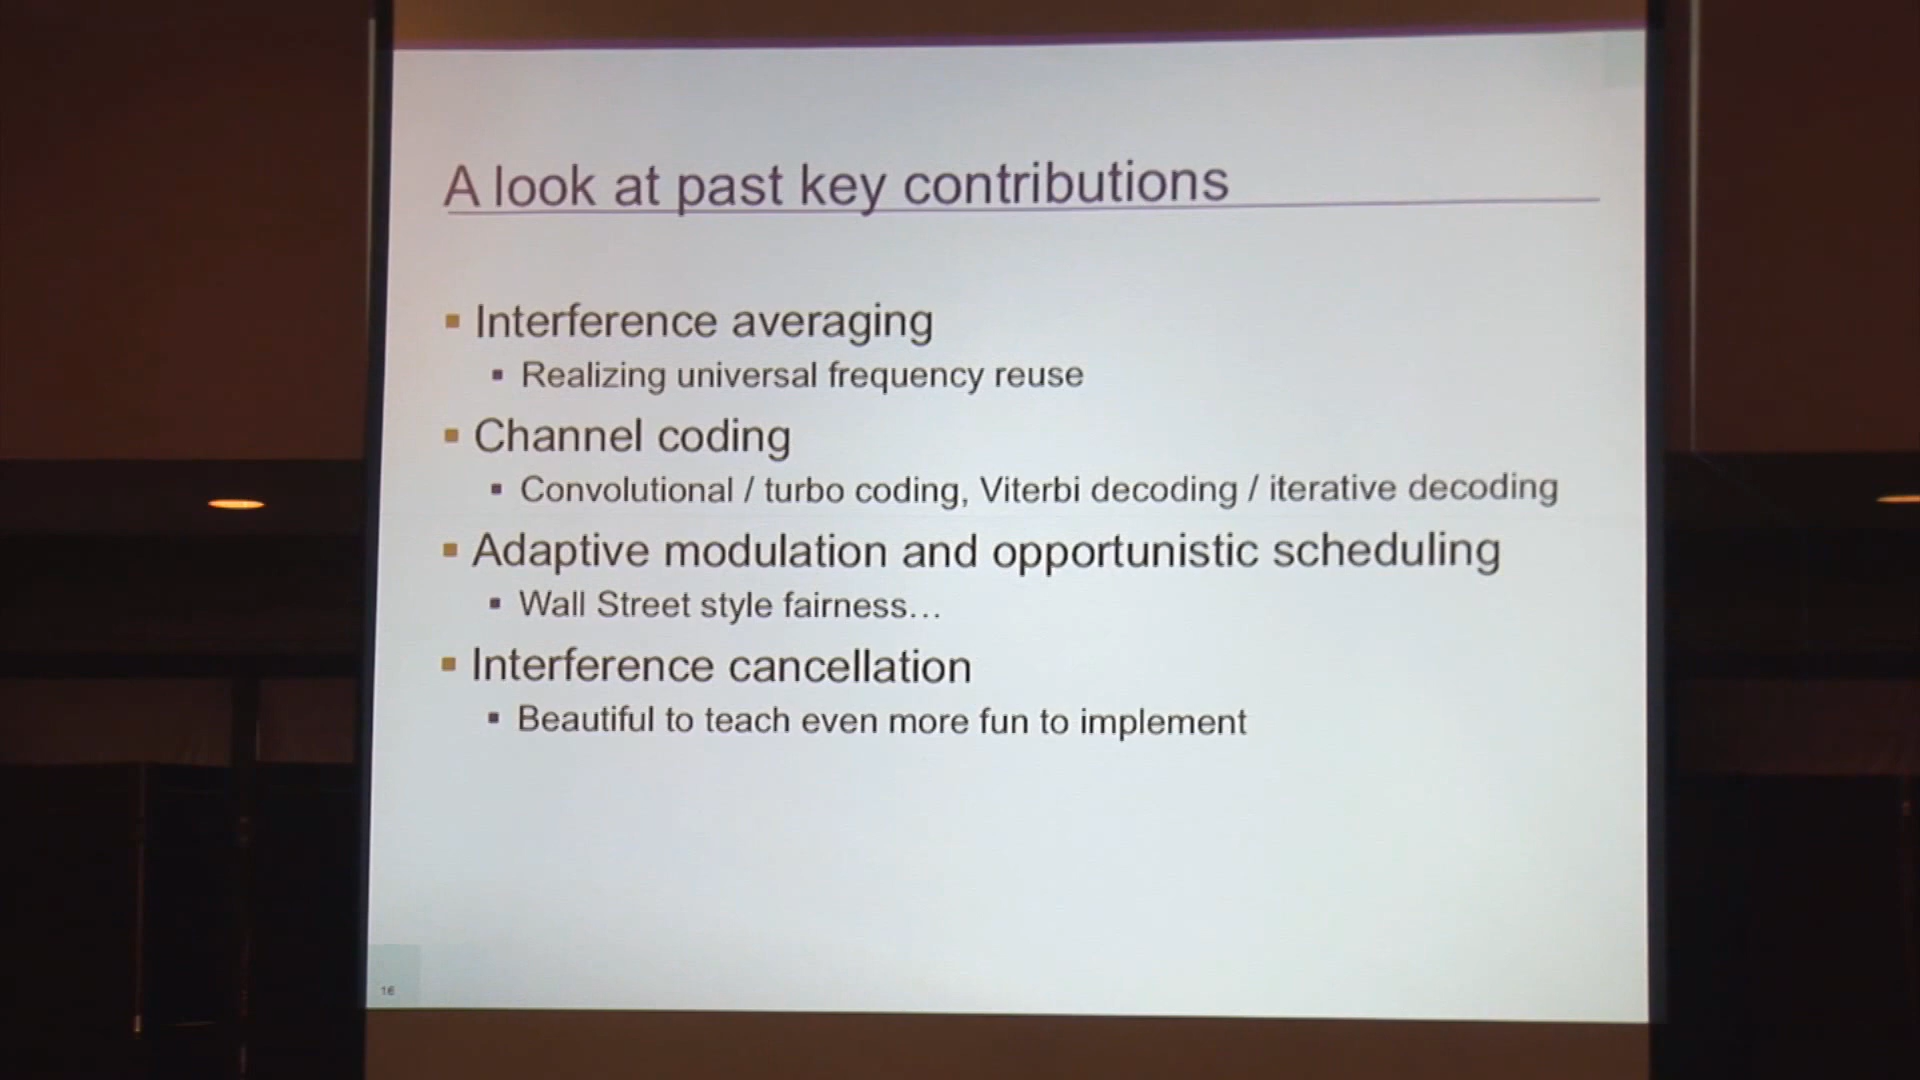 A look at past key contributions
Interference averaging
Realizing universal frequency reuse
Channel coding
Convolutional / turbo coding, Viterbi decoding / iterative decoding
Adaptive modulation and opportunistic scheduling
Wall Street style fairness…
Interference cancellation
Beautiful to teach even more fun to implement
16